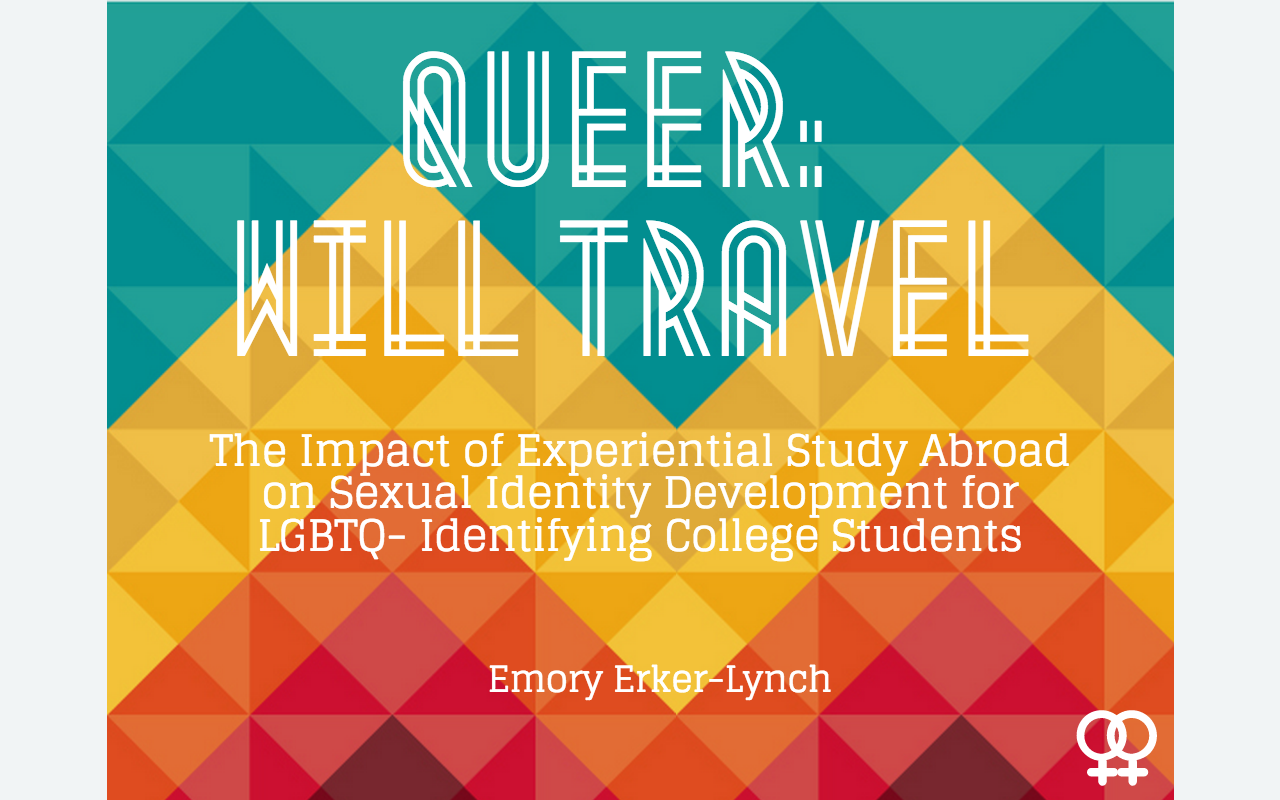 QUEER:
WILL TRAVEL
The Impact of Experiential Study Abroad
on Sexual Identity Development for
LGBTQ- Identifying College Students
Emory Erker-Lynch